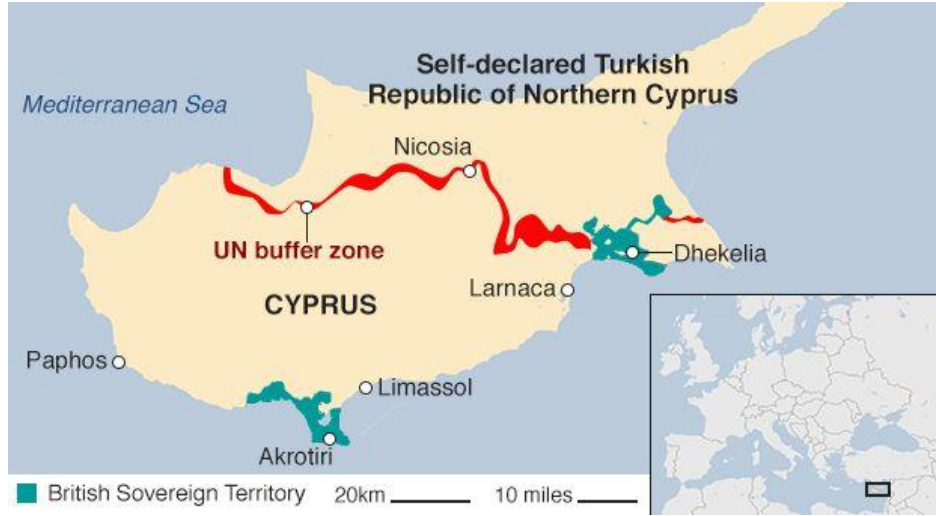 Self-declared Turkish
Republic of Northern Cyprus
Mediterranean Sea
Nicosia
UN buffer zone
Dhekelia
Larnaca
CYPRUS
Paphos
Limassol
Akrotiri
British Sovereign Territory 20km 10 miles